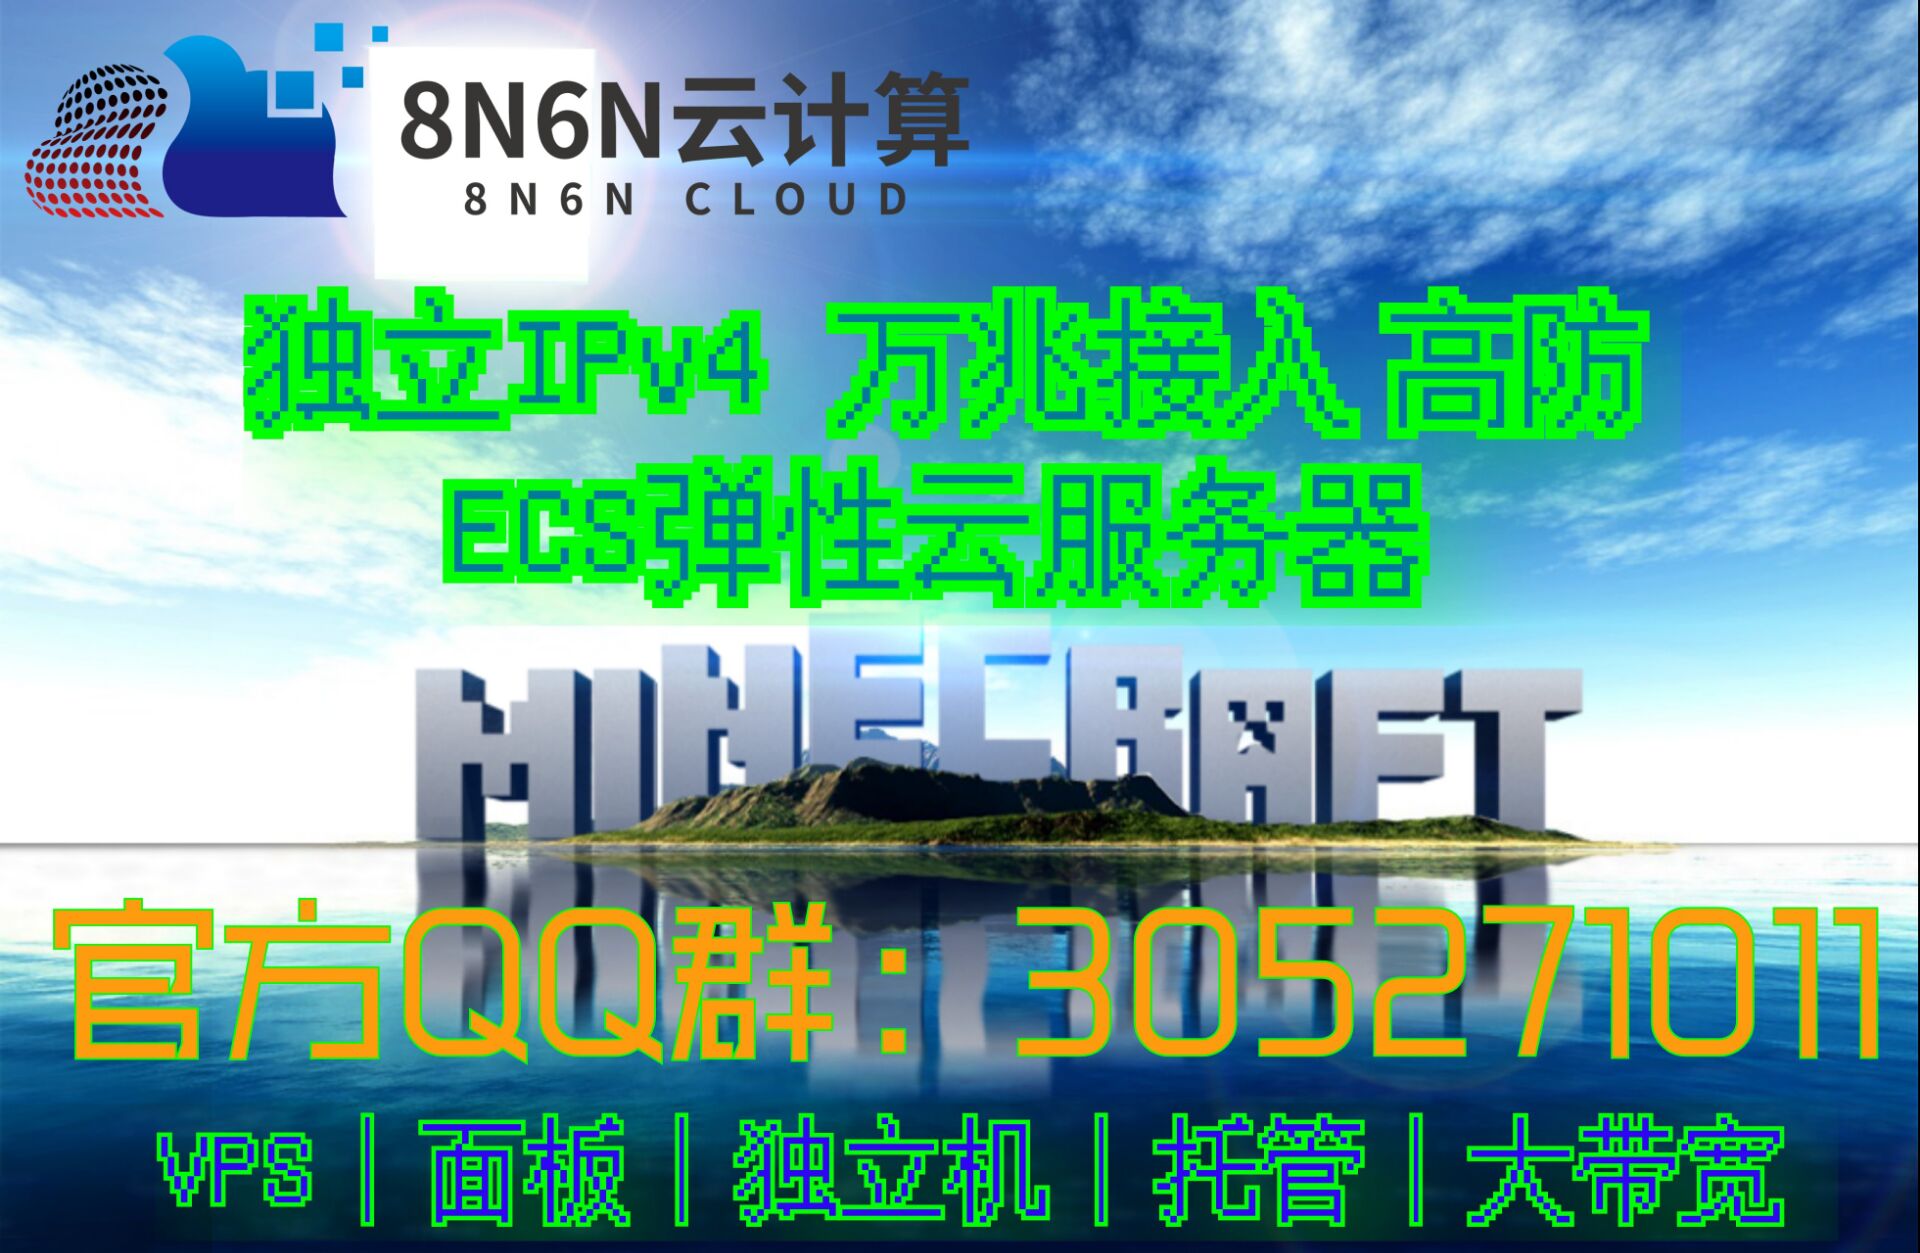 8N6N云计算
8N6N CLOUD
独立IPv4 万兆接入 高防
ECS弹性云服务器
MINECRAFT
官方QQ群：305271011
VPS｜面板｜独立机｜托管｜大带宽